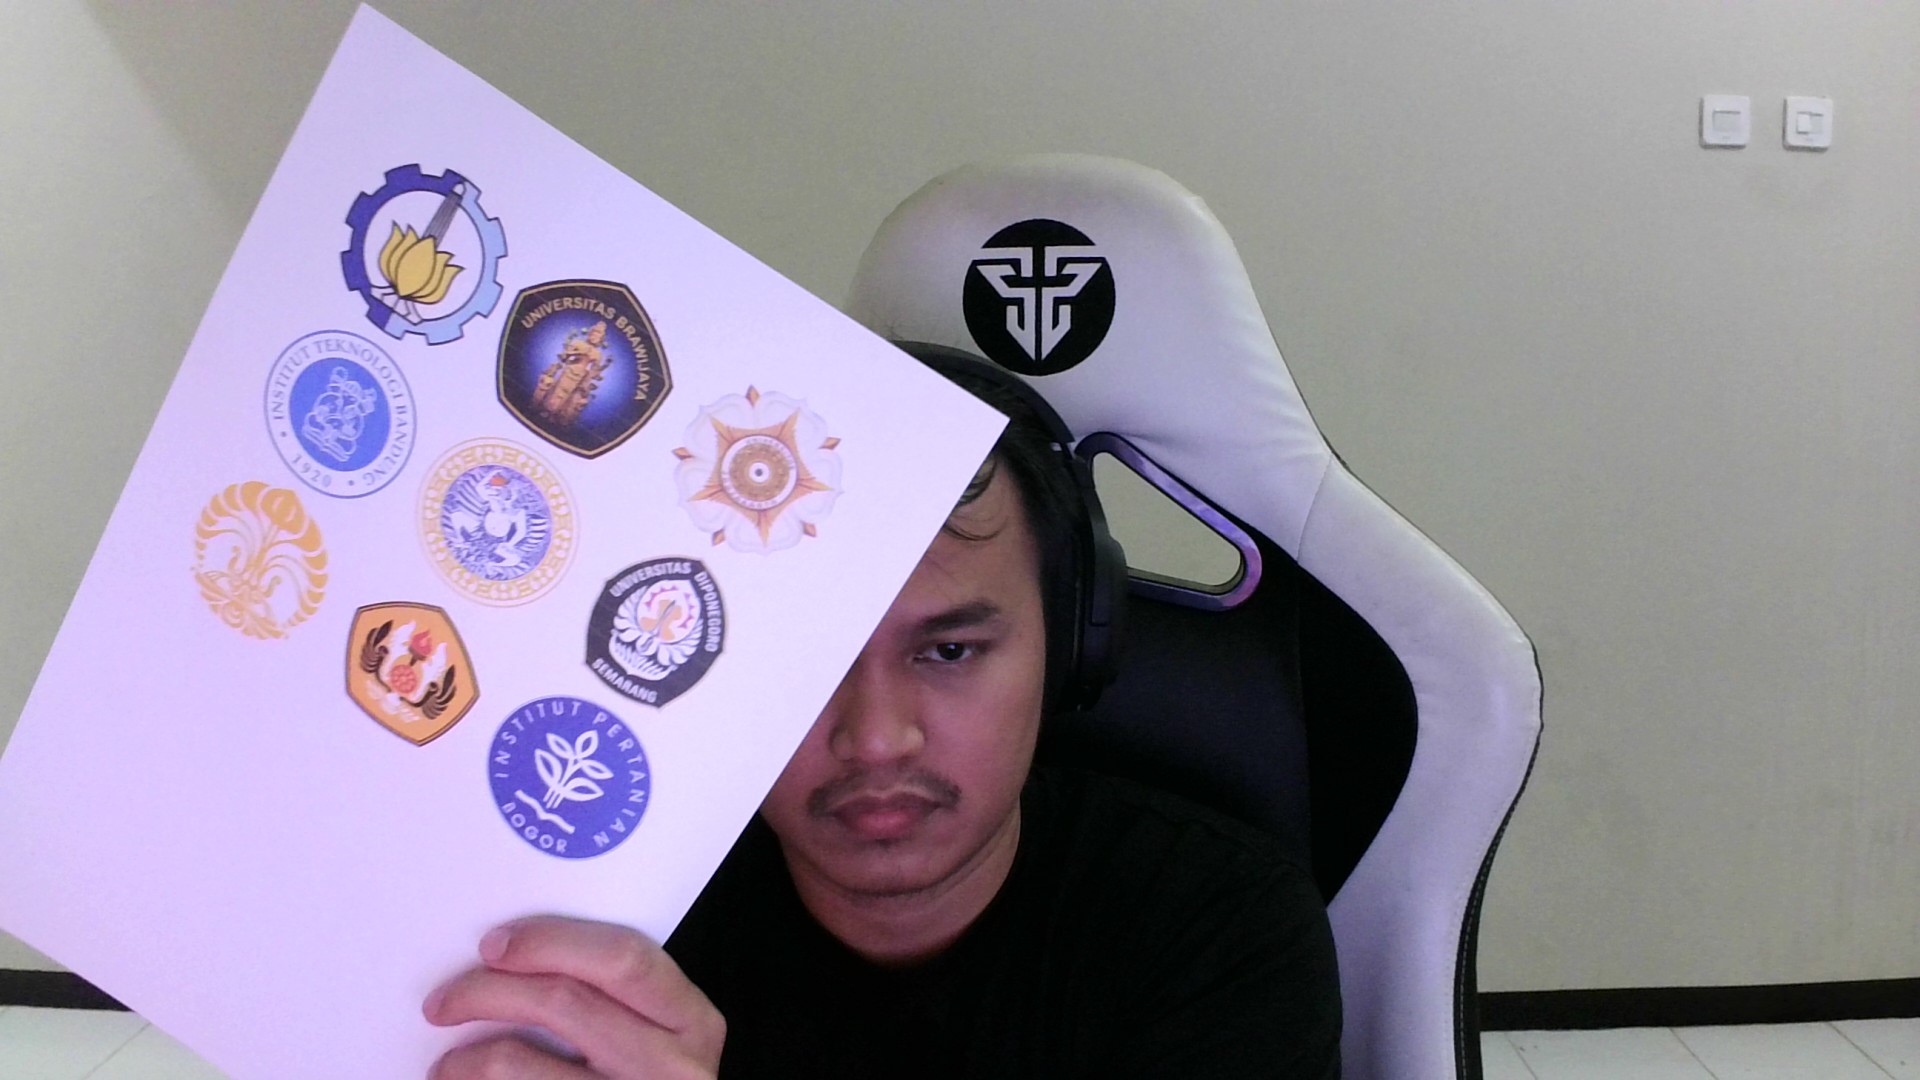 UNIVERSITAS BRAWIJAYA
INSTITUT TEKNOLOGI BANDUNG
1920
UNIVERSITAS DIPONEGORO
SEMARANG
INSTITUT PERTANIAN
BOGOR